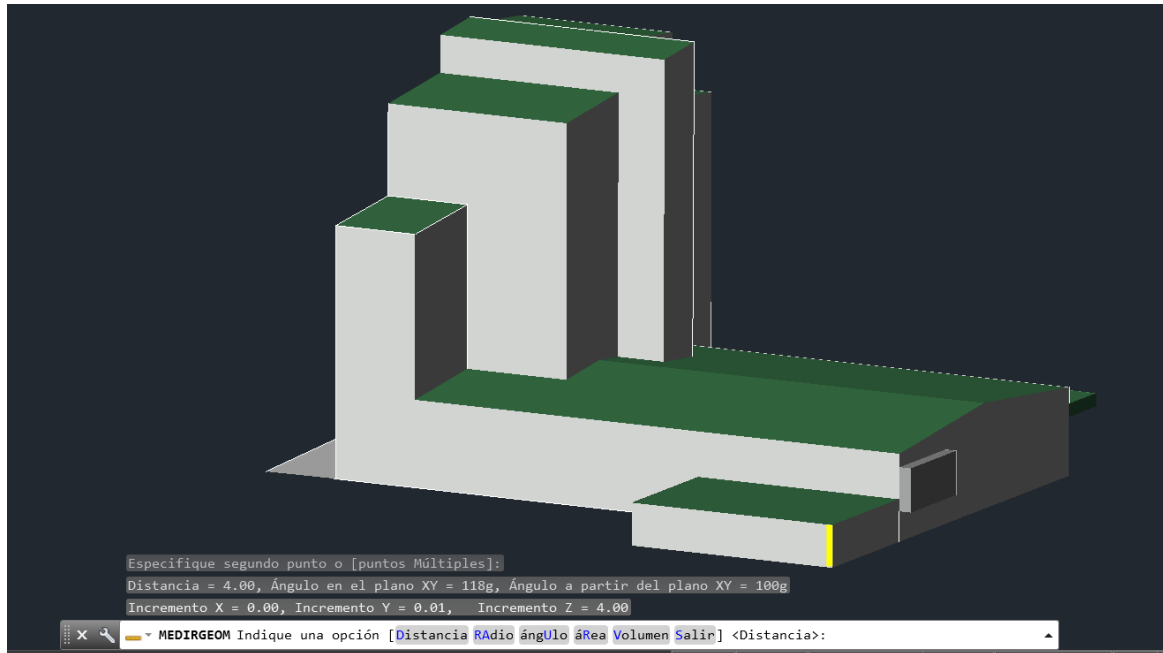 Especifique segundo punto o [puntos Múltiples]:
Distancia = 4.00, Ángulo en el plano XY = 118g, Ángulo a partir del plano XY = 100g
Incremento X = 0.00, Incremento Y = 0.01, Incremento Z = 4.00
MEDIRGEOM Indique una opción [Distancia RAdio ángUlo áRea Volumen Salir] <Distancia>: